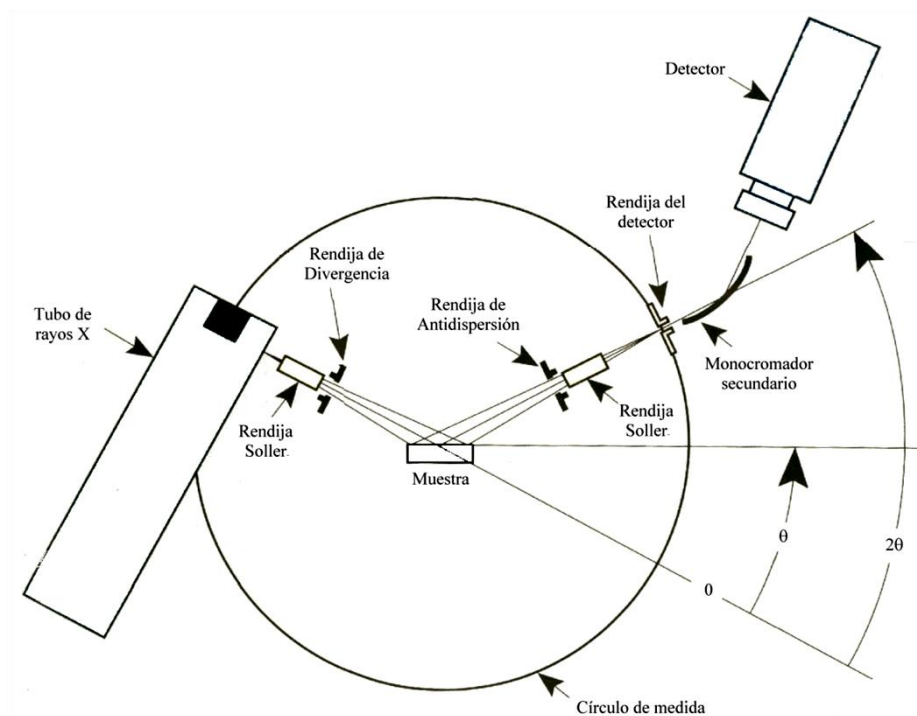 Detector
Rendija del
detector
Rendija de
Divergencia
Rendija de
Antidispersión
Tubo de
rayos X
Monocromador
secundario
Rendija
Soller
Rendija
Soller
Muestra
θ
2θ
0
Círculo de medida